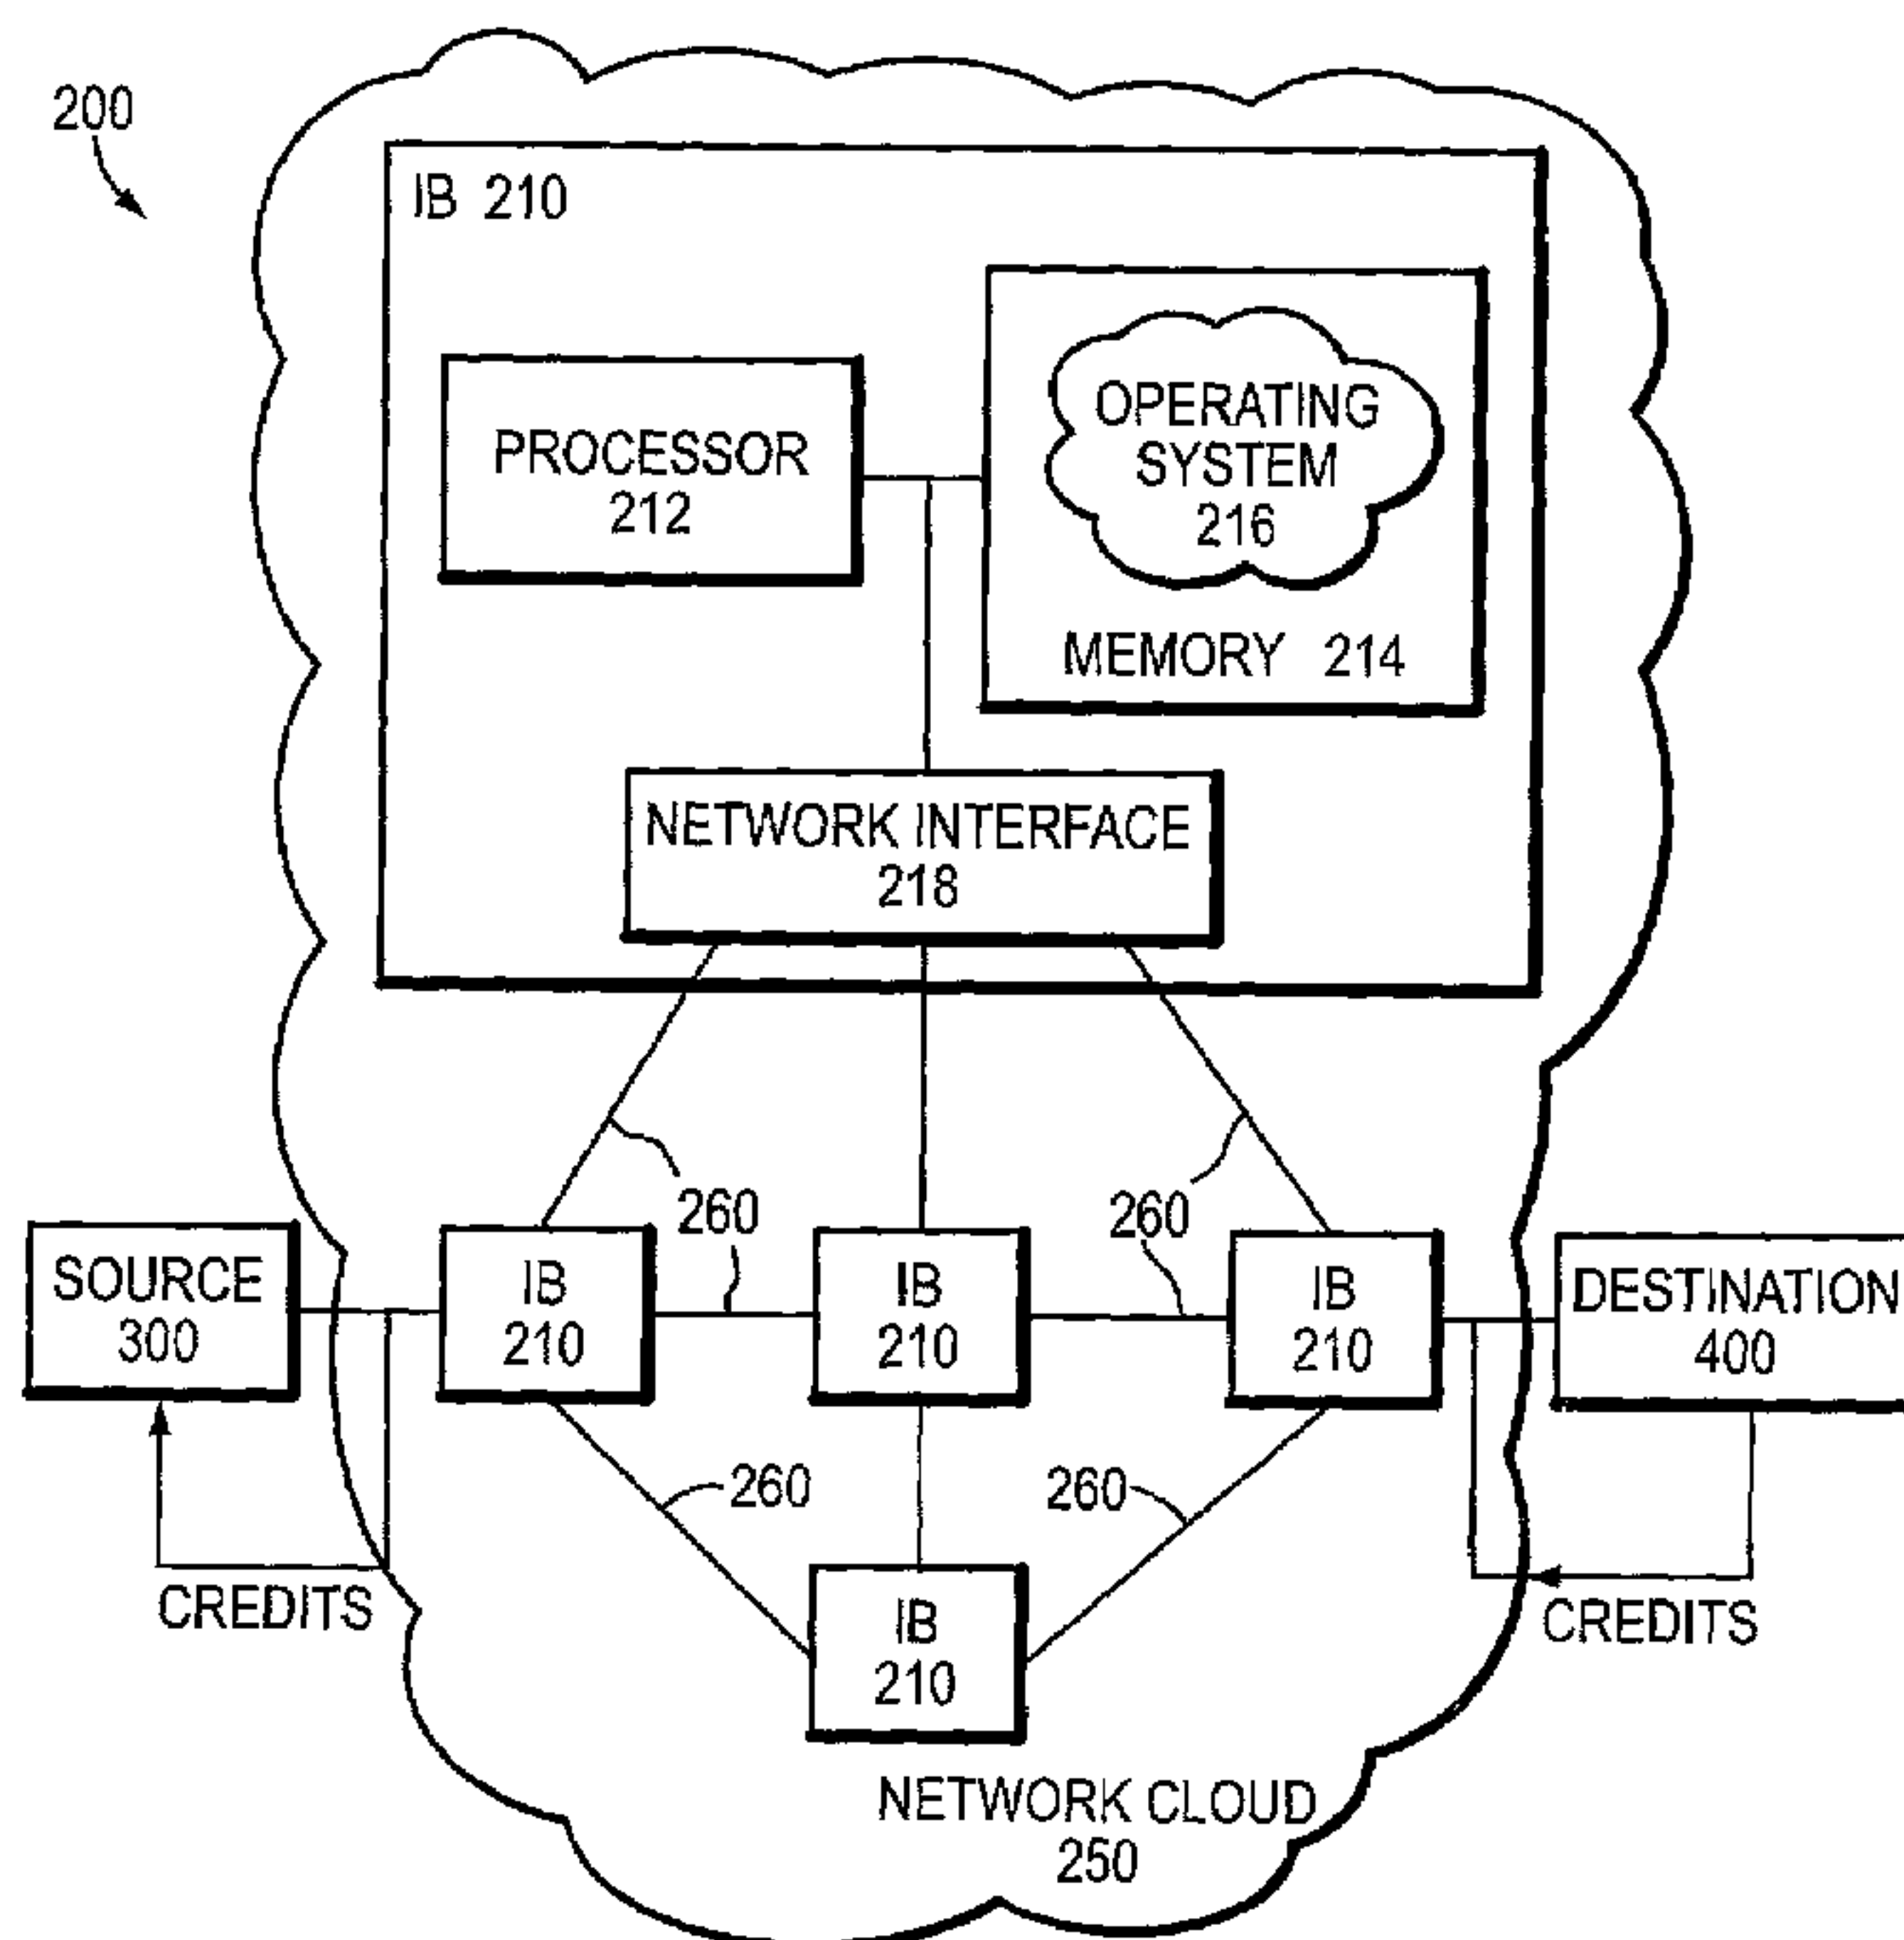 200
IB 210
PROCESSOR
212
OPERATING
SYSTEM
216
MEMORY 214
NETWORK INTERFACE
218
260
260
SOURCE
300
IB
210
IB
210
IB
210
DESTINATION
400
260
260
CREDITS
CREDITS
IB
210
NETWORK CLOUD
250